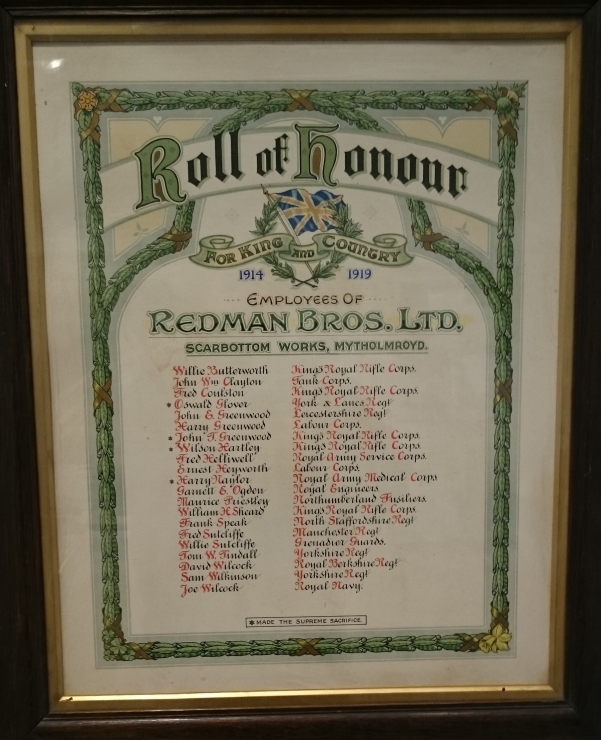 Roll of Honour
FOR KING AND COUNTRY
1914 1919
EMPLOYEES OF
REDMAN BROS. LTD.
SCARBOTTOM WORKS, MYTHOLMROYD.
Willie Butterworth Kings Royal Rifle Corps.
John Wm Clayton Tank Corps.
Fred Coulston Kings Royal Rifle Corps.
* Oswald Glover York & Lancs Regt
John E. Greenwood Leicestershire Regt
Harry Greenwood Labour Corps.
* John T. Greenwood Kings Royal Rifle Corps.
* Wilson Hartley Kings Royal Rifle Corps.
Fred Helliwell Royal Army Service Corps.
Ernest Heyworth Labour Corps.
* Harry Naylor Royal Army Medical Corps
Garnett E. Ogden Royal Engineers
Maurice Priestley Northumberland Fusiliers.
William H. Sheard Kings Royal Rifle Corps.
Frank Speak North Staffordshire Regt
Fred Sutcliffe Manchester Regt
Willie Sutcliffe Grenadier Guards.
Tom W. Tindall Yorkshire Regt
David Wilcock Royal Berkshire Regt
Sam Wilkinson Yorkshire Regt
Joe Wilcock Royal Navy.
* MADE THE SUPREME SACRIFICE.